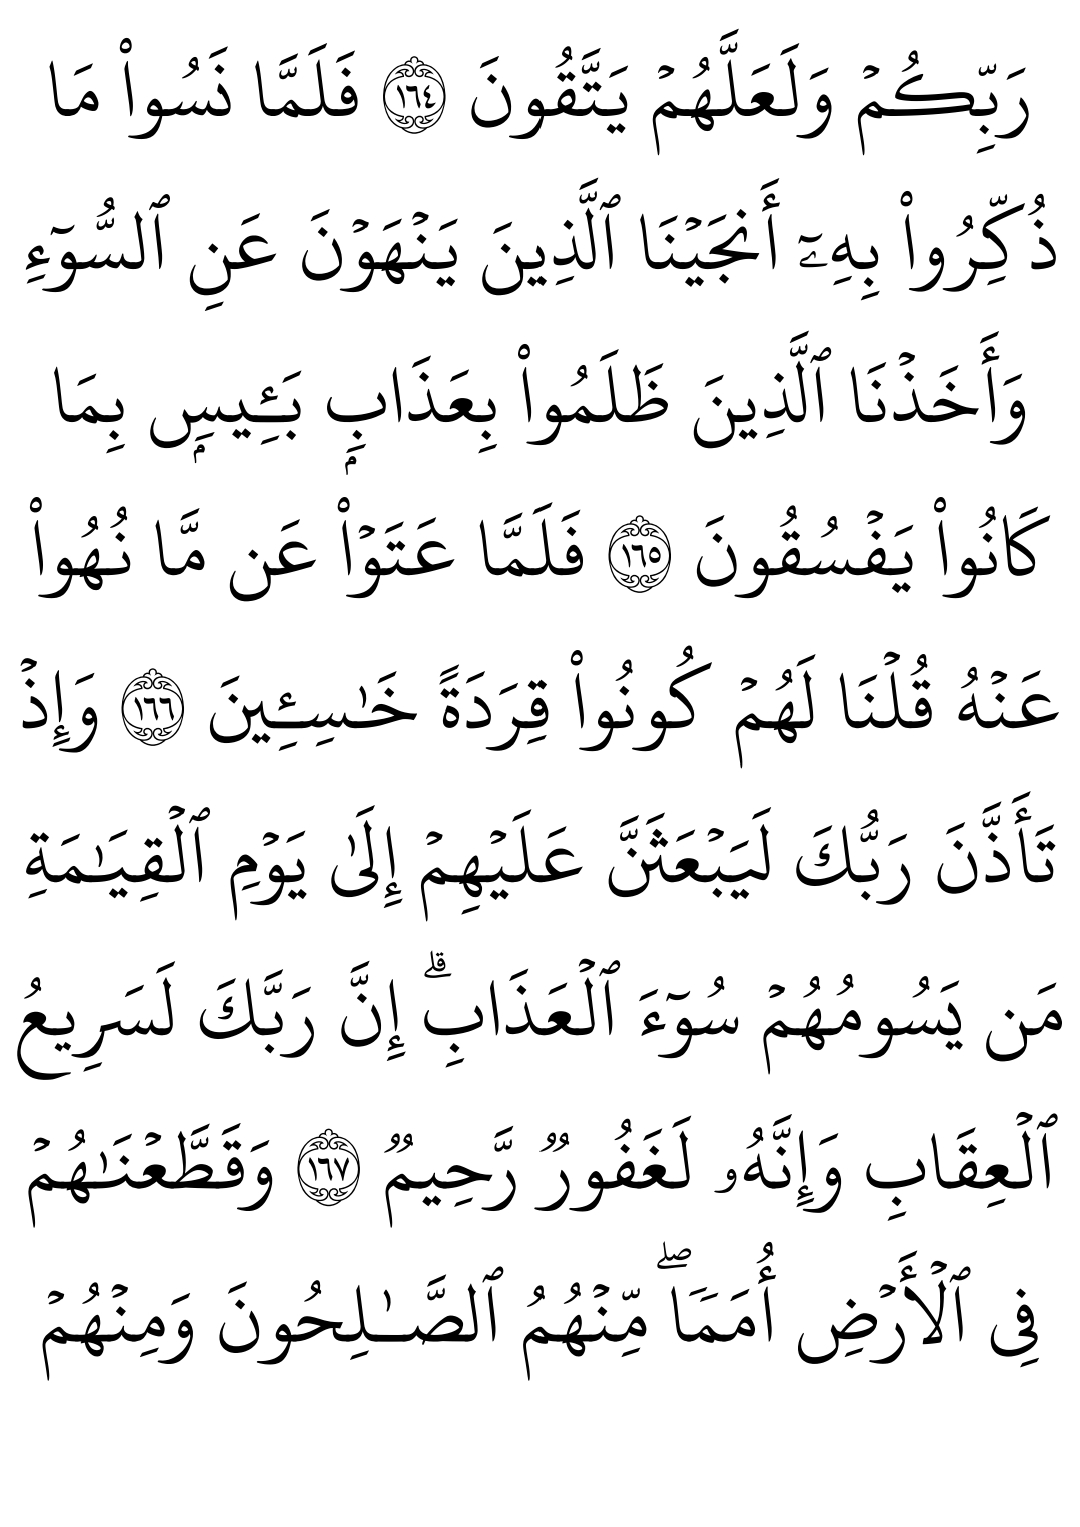 رَبِّكُمۡ وَلَعَلَّهُمۡ يَتَّقُونَ ١٦٤ فَلَمَّا نَسُواْ مَا
ذُكِّرُواْ بِهِۦٓ أَنجَيۡنَا ٱلَّذِينَ يَنۡهَوۡنَ عَنِ ٱلسُّوٓءِ
وَأَخَذۡنَا ٱلَّذِينَ ظَلَمُواْ بِعَذَابِۭ بَـِٔيسِۭ بِمَا
كَانُواْ يَفۡسُقُونَ ١٦٥ فَلَمَّا عَتَوۡاْ عَن مَّا نُهُواْ
عَنۡهُ قُلۡنَا لَهُمۡ كُونُواْ قِرَدَةً خَٰسِـِٔينَ ١٦٦ وَإِذۡ
تَأَذَّنَ رَبُّكَ لَيَبۡعَثَنَّ عَلَيۡهِمۡ إِلَىٰ يَوۡمِ ٱلۡقِيَٰمَةِ
مَن يَسُومُهُمۡ سُوٓءَ ٱلۡعَذَابِۗ إِنَّ رَبَّكَ لَسَرِيعُ
ٱلۡعِقَابِ وَإِنَّهُۥ لَغَفُورٞ رَّحِيمٞ ١٦٧ وَقَطَّعۡنَٰهُمۡ
فِي ٱلۡأَرۡضِ أُمَمٗاۖ مِّنۡهُمُ ٱلصَّٰلِحُونَ وَمِنۡهُمۡ